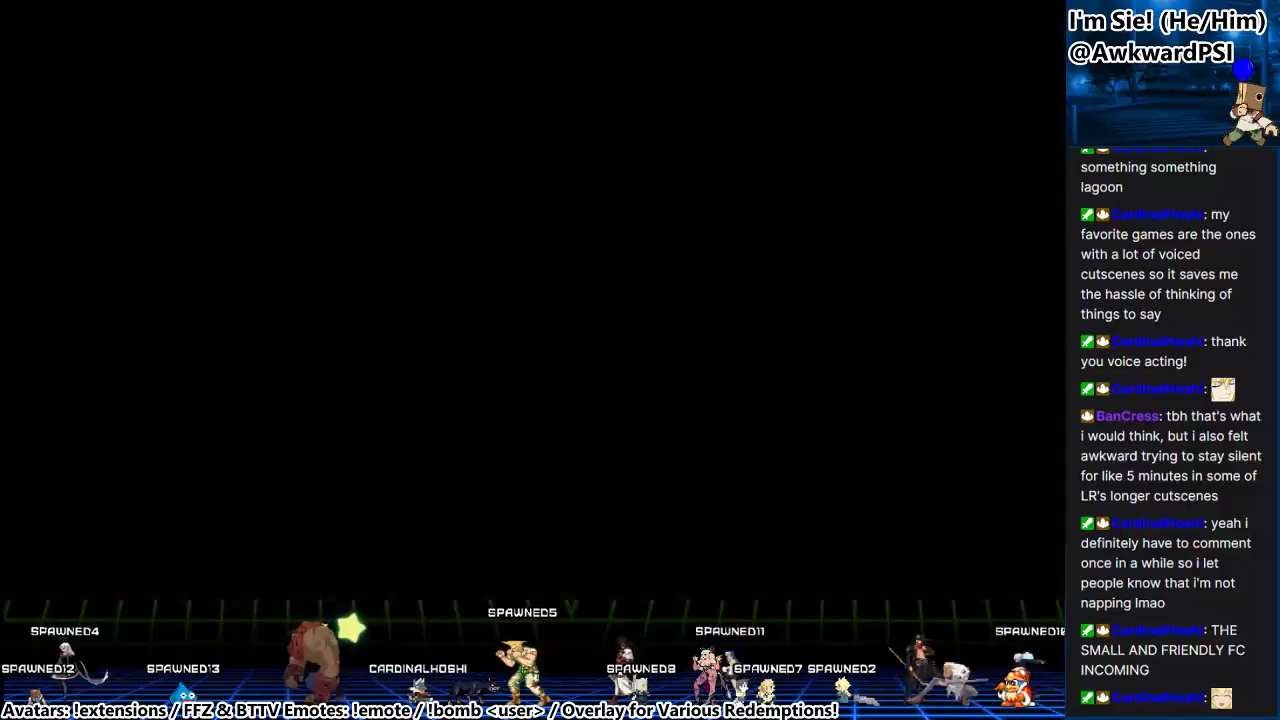 I'm Sie! (He/Him)
@AwkwardPSI
something something
lagoon
CardinalHoshi: my
favorite games are the ones
with a lot of voiced
cutscenes so it saves me
the hassle of thinking of
things to say
CardinalHoshi: thank
you voice acting!
CardinalHoshi:
BanCress: tbh that's what
i would think, but i also felt
awkward trying to stay silent
for like 5 minutes in some of
LR's longer cutscenes
CardinalHoshi: yeah i
definitely have to comment
once in a while so i let
people know that i'm not
napping lmao
CardinalHoshi: THE
SMALL AND FRIENDLY FC
INCOMING
CardinalHoshi:
SPAWNED5
SPAWNED4
SPAWNED11
SPAWNED12
SPAWNED13
CARDINALHOSHI
SPAWNED7
SPAWNED2
Avatars: !extensions / FFZ & BTTV Emotes: !emote / !bomb <user> / Overlay for Various Redemptions!